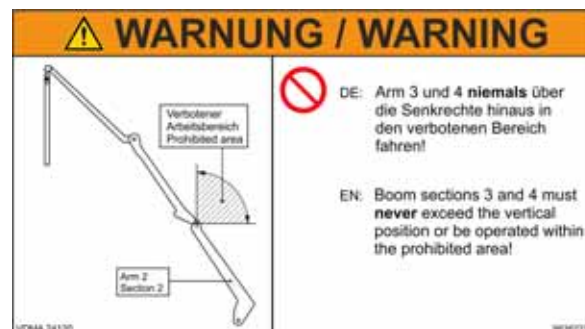 WARNUNG / WARNING
Verbotener
Arbeitsbereich
Prohibited area
Arm 2
Section 2
DE: Arm 3 und 4 niemals über
die Senkrechte hinaus in
den verbotenen Bereich
fahren!
EN: Boom sections 3 and 4 must
never exceed the vertical
position or be operated within
the prohibited area!